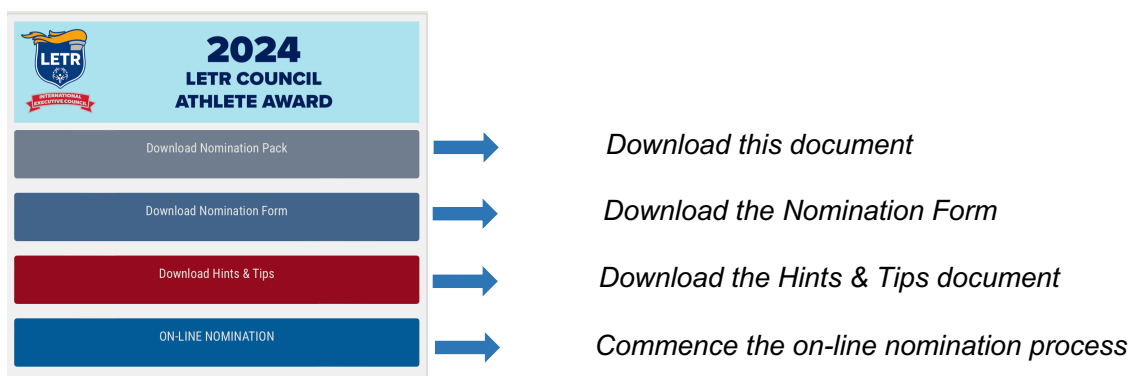 LETR
INTERNATIONAL
EXECUTIVE COUNCIL
2024
LETR COUNCIL
ATHLETE AWARD
Download Nomination Pack
Download this document
Download Nomination Form
Download the Nomination Form
Download Hints & Tips
Download the Hints & Tips document
ON-LINE NOMINATION
Commence the on-line nomination process